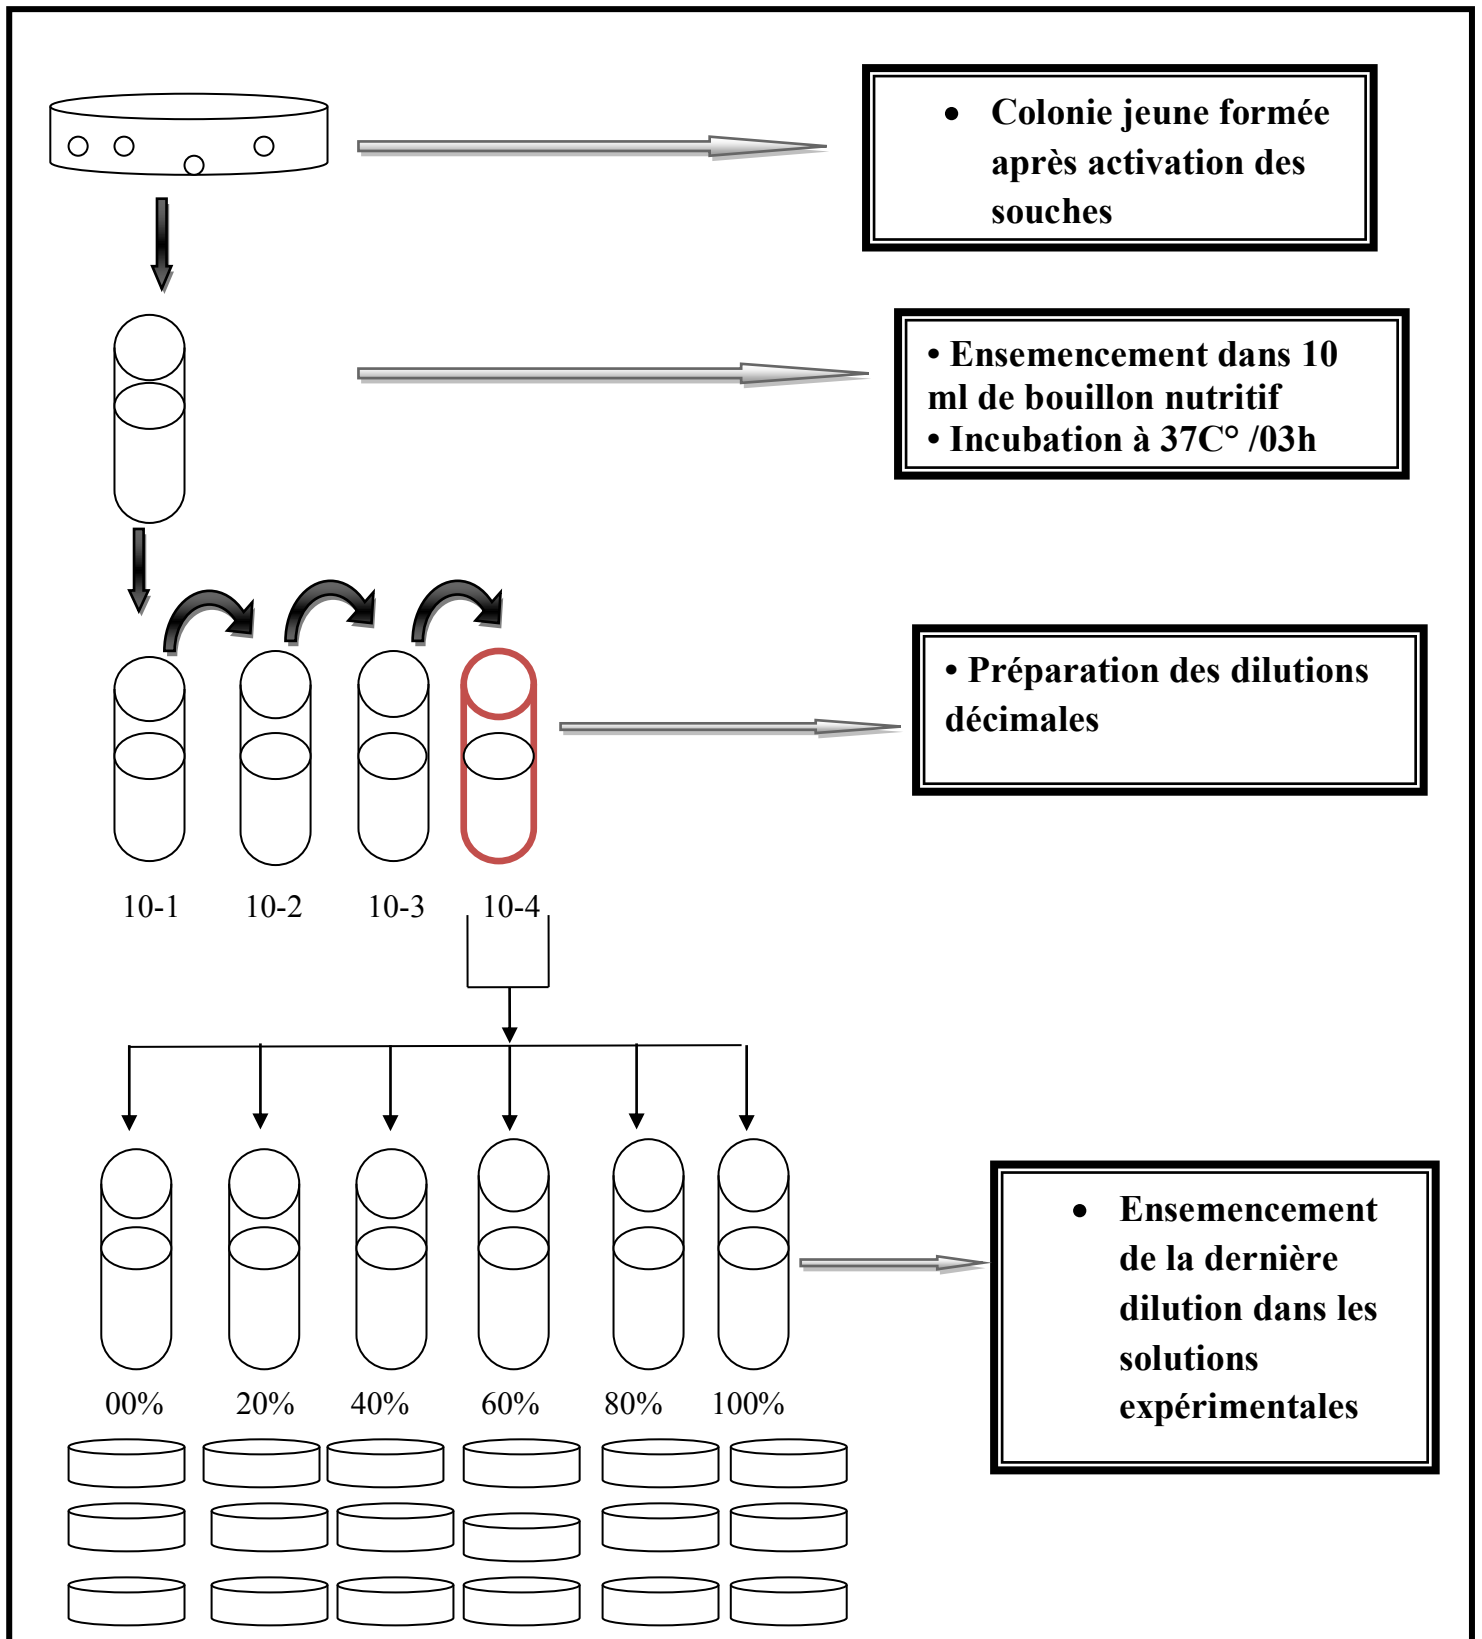 • Colonie jeune formée
après activation des
souches
• Ensemencement dans 10
ml de bouillon nutritif
• Incubation à 37C° /03h
• Préparation des dilutions
décimales
10-1 10-2 10-3 10-4
• Ensemencement
de la dernière
dilution dans les
solutions
expérimentales
00% 20% 40% 60% 80% 100%